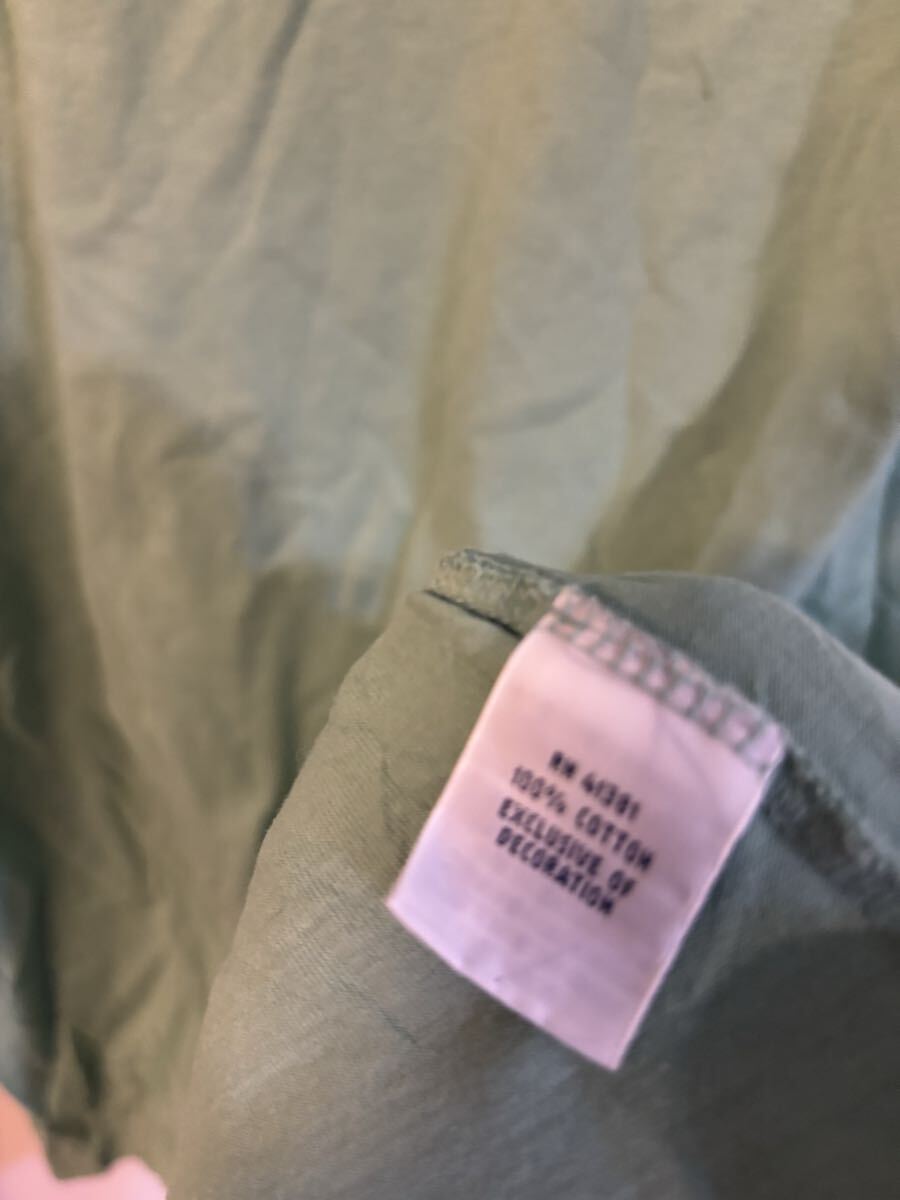 RN 41381
100% COTTON
EXCLUSIVE OF
DECORATION